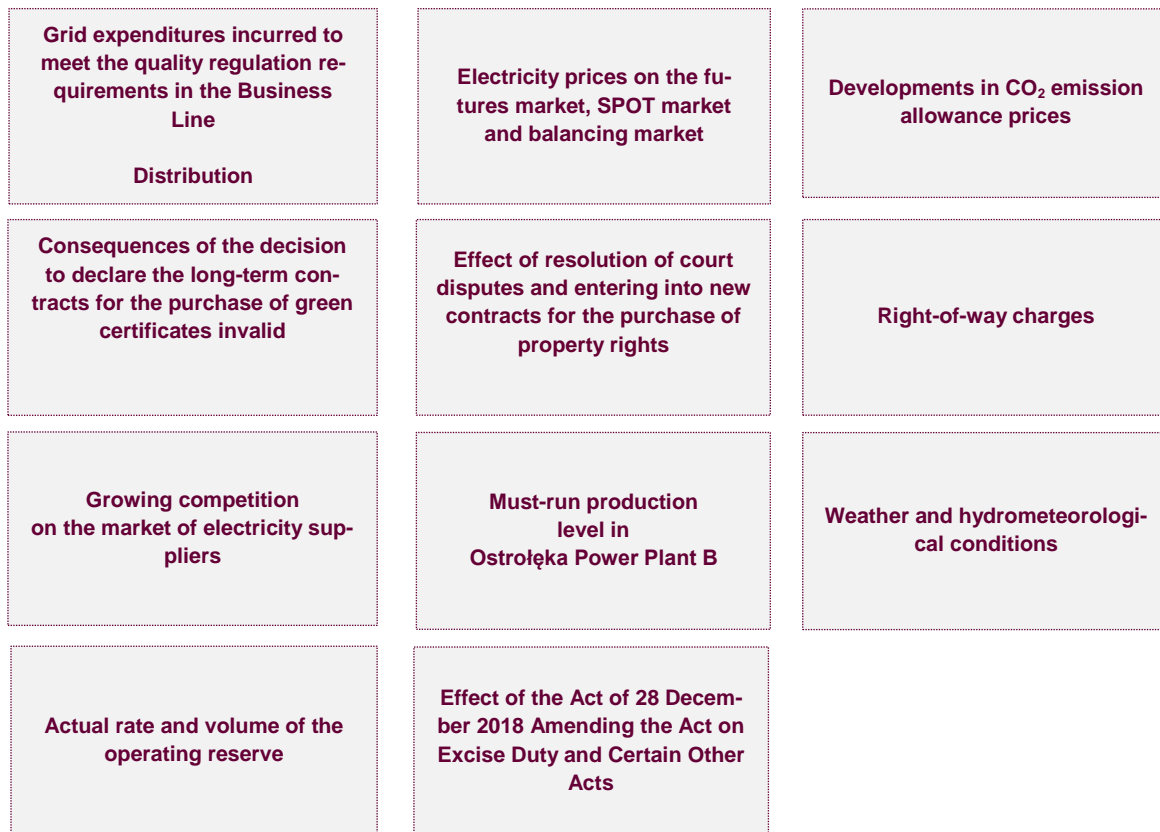 Grid expenditures incurred to
meet the quality regulation re-
quirements in the Business
Line
Distribution
Electricity prices on the fu-
tures market, SPOT market
and balancing market
Developments in CO₂ emission
allowance prices
Consequences of the decision
to declare the long-term con-
tracts for the purchase of green
certificates invalid
Effect of resolution of court
disputes and entering into new
contracts for the purchase of
property rights
Right-of-way charges
Growing competition
on the market of electricity sup-
pliers
Must-run production
level in
Ostrołęka Power Plant B
Weather and hydrometeorologi-
cal conditions
Actual rate and volume of the
operating reserve
Effect of the Act of 28 Decem-
ber 2018 Amending the Act on
Excise Duty and Certain Other
Acts